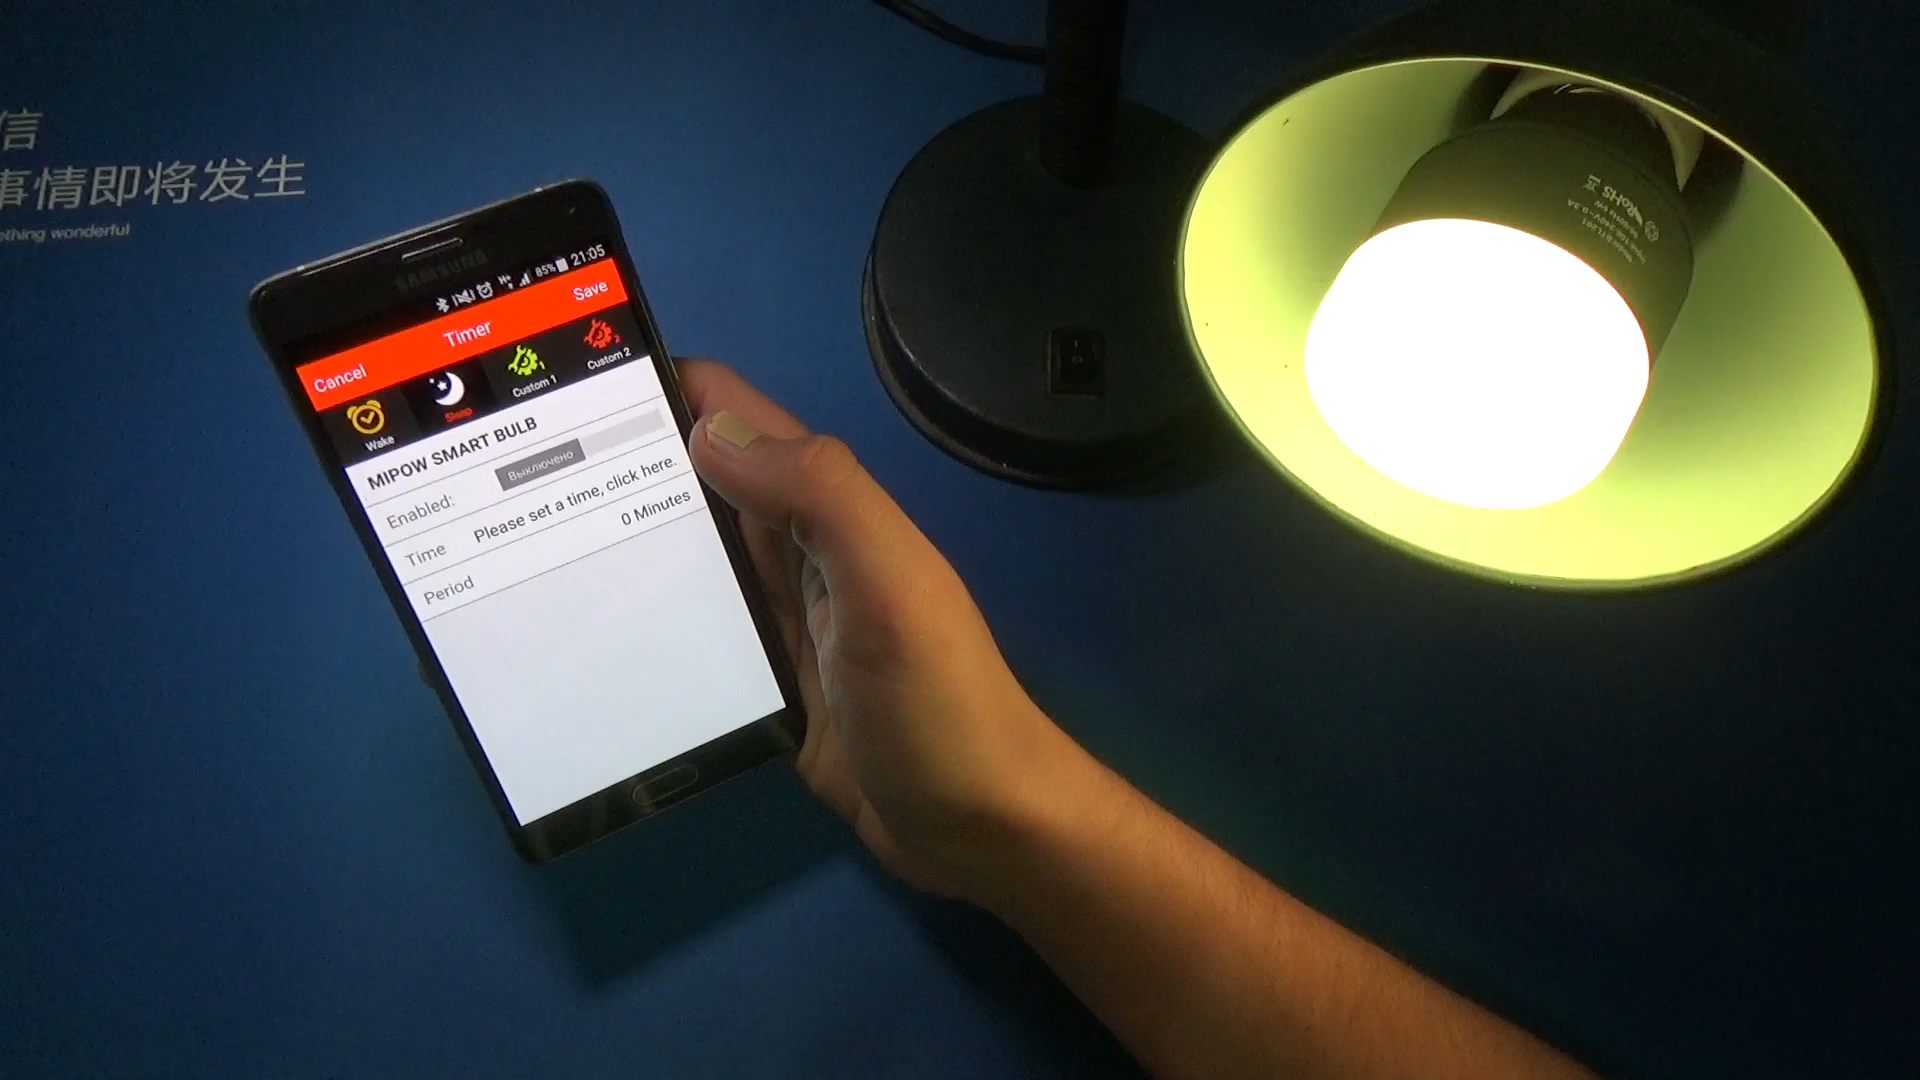 信
事情即将发生
ething wonderful
SAMSUNG
85% 21:05
Cancel Timer Save
Wake Sleep Custom 1 Custom 2
MIPOW SMART BULB
Enabled: Выключено
Time Please set a time, click here.
Period 0 Minutes
RoHS